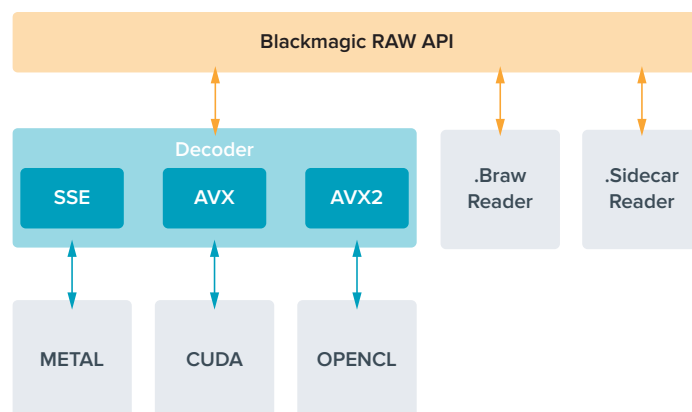 Blackmagic RAW API
Decoder
SSE
AVX
AVX2
.Braw
Reader
.Sidecar
Reader
METAL
CUDA
OPENCL